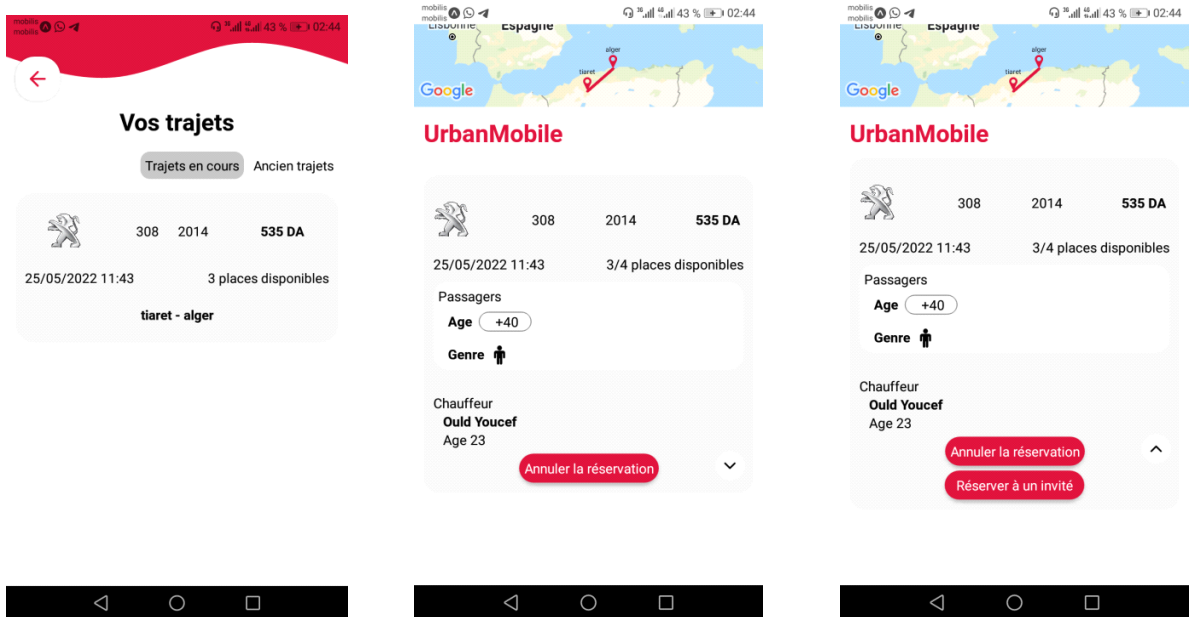 mobilis
mobilis
43 % 02:44
Vos trajets
Trajets en cours Ancien trajets
308 2014 535 DA
25/05/2022 11:43 3 places disponibles
tiaret - alger
mobilis
mobilis
43 % 02:44
Lisbonne Espagne
alger
tiaret
Google
UrbanMobile
308 2014 535 DA
25/05/2022 11:43 3/4 places disponibles
Passagers
Age +40
Genre
Chauffeur
Ould Youcef
Age 23
Annuler la réservation
mobilis
mobilis
43 % 02:44
Lisbonne Espagne
alger
tiaret
Google
UrbanMobile
308 2014 535 DA
25/05/2022 11:43 3/4 places disponibles
Passagers
Age +40
Genre
Chauffeur
Ould Youcef
Age 23
Annuler la réservation
Réserver à un invité